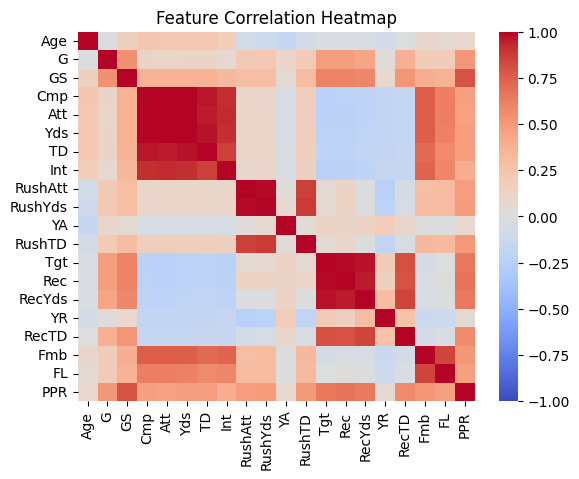 Feature Correlation Heatmap
Age
G
GS
Cmp
Att
Yds
TD
Int
RushAtt
RushYds
YA
RushTD
Tgt
Rec
RecYds
YR
RecTD
Fmb
FL
PPR
Age
G
GS
Cmp
Att
Yds
TD
Int
RushAtt
RushYds
YA
RushTD
Tgt
Rec
RecYds
YR
RecTD
Fmb
FL
PPR
1.00
0.75
0.50
0.25
0.00
−0.25
−0.50
−0.75
−1.00